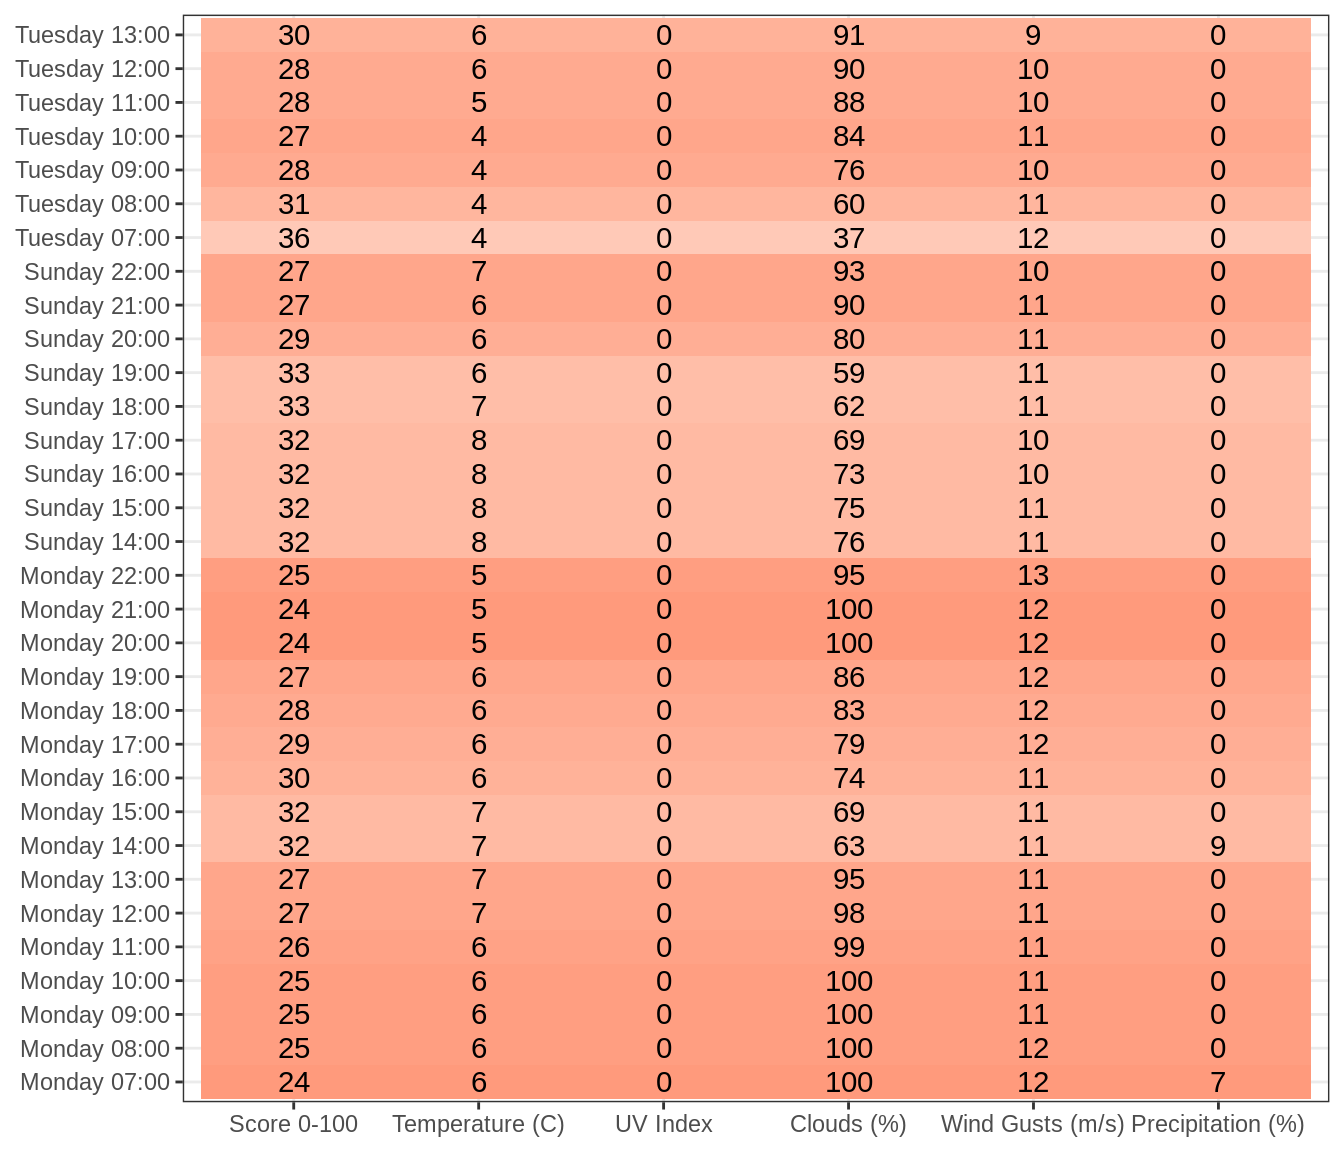 Tuesday 13:00 30 6 0 91 9 0
Tuesday 12:00 28 6 0 90 10 0
Tuesday 11:00 28 5 0 88 10 0
Tuesday 10:00 27 4 0 84 11 0
Tuesday 09:00 28 4 0 76 10 0
Tuesday 08:00 31 4 0 60 11 0
Tuesday 07:00 36 4 0 37 12 0
Sunday 22:00 27 7 0 93 10 0
Sunday 21:00 27 6 0 90 11 0
Sunday 20:00 29 6 0 80 11 0
Sunday 19:00 33 6 0 59 11 0
Sunday 18:00 33 7 0 62 11 0
Sunday 17:00 32 8 0 69 10 0
Sunday 16:00 32 8 0 73 10 0
Sunday 15:00 32 8 0 75 11 0
Sunday 14:00 32 8 0 76 11 0
Monday 22:00 25 5 0 95 13 0
Monday 21:00 24 5 0 100 12 0
Monday 20:00 24 5 0 100 12 0
Monday 19:00 27 6 0 86 12 0
Monday 18:00 28 6 0 83 12 0
Monday 17:00 29 6 0 79 12 0
Monday 16:00 30 6 0 74 11 0
Monday 15:00 32 7 0 69 11 0
Monday 14:00 32 7 0 63 11 9
Monday 13:00 27 7 0 95 11 0
Monday 12:00 27 7 0 98 11 0
Monday 11:00 26 6 0 99 11 0
Monday 10:00 25 6 0 100 11 0
Monday 09:00 25 6 0 100 11 0
Monday 08:00 25 6 0 100 12 0
Monday 07:00 24 6 0 100 12 7
Score 0-100 Temperature (C) UV Index Clouds (%) Wind Gusts (m/s) Precipitation (%)